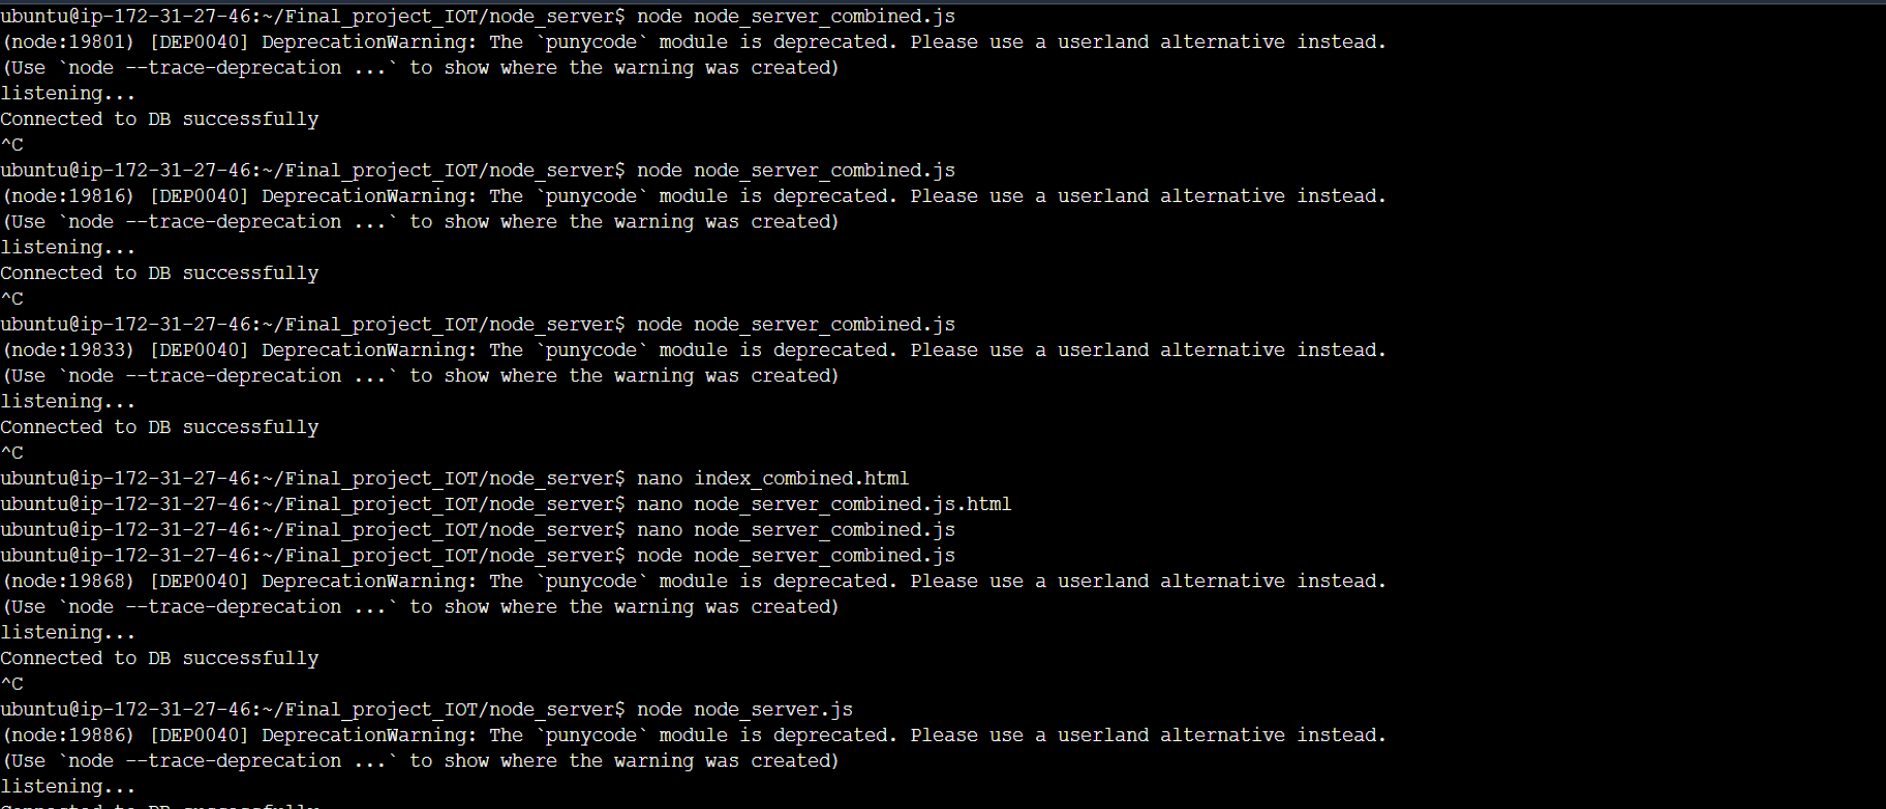 ubuntu@ip-172-31-27-46:~/Final_project_IOT/node_server$ node node_server_combined.js
(node:19801) [DEP0040] DeprecationWarning: The `punycode` module is deprecated. Please use a userland alternative instead.
(Use `node --trace-deprecation ...` to show where the warning was created)
listening...
Connected to DB successfully
^C
ubuntu@ip-172-31-27-46:~/Final_project_IOT/node_server$ node node_server_combined.js
(node:19816) [DEP0040] DeprecationWarning: The `punycode` module is deprecated. Please use a userland alternative instead.
(Use `node --trace-deprecation ...` to show where the warning was created)
listening...
Connected to DB successfully
^C
ubuntu@ip-172-31-27-46:~/Final_project_IOT/node_server$ node node_server_combined.js
(node:19833) [DEP0040] DeprecationWarning: The `punycode` module is deprecated. Please use a userland alternative instead.
(Use `node --trace-deprecation ...` to show where the warning was created)
listening...
Connected to DB successfully
^C
ubuntu@ip-172-31-27-46:~/Final_project_IOT/node_server$ nano index_combined.html
ubuntu@ip-172-31-27-46:~/Final_project_IOT/node_server$ nano node_server_combined.js.html
ubuntu@ip-172-31-27-46:~/Final_project_IOT/node_server$ nano node_server_combined.js
ubuntu@ip-172-31-27-46:~/Final_project_IOT/node_server$ node node_server_combined.js
(node:19868) [DEP0040] DeprecationWarning: The `punycode` module is deprecated. Please use a userland alternative instead.
(Use `node --trace-deprecation ...` to show where the warning was created)
listening...
Connected to DB successfully
^C
ubuntu@ip-172-31-27-46:~/Final_project_IOT/node_server$ node node_server.js
(node:19886) [DEP0040] DeprecationWarning: The `punycode` module is deprecated. Please use a userland alternative instead.
(Use `node --trace-deprecation ...` to show where the warning was created)
listening...
Connected to DB successfully